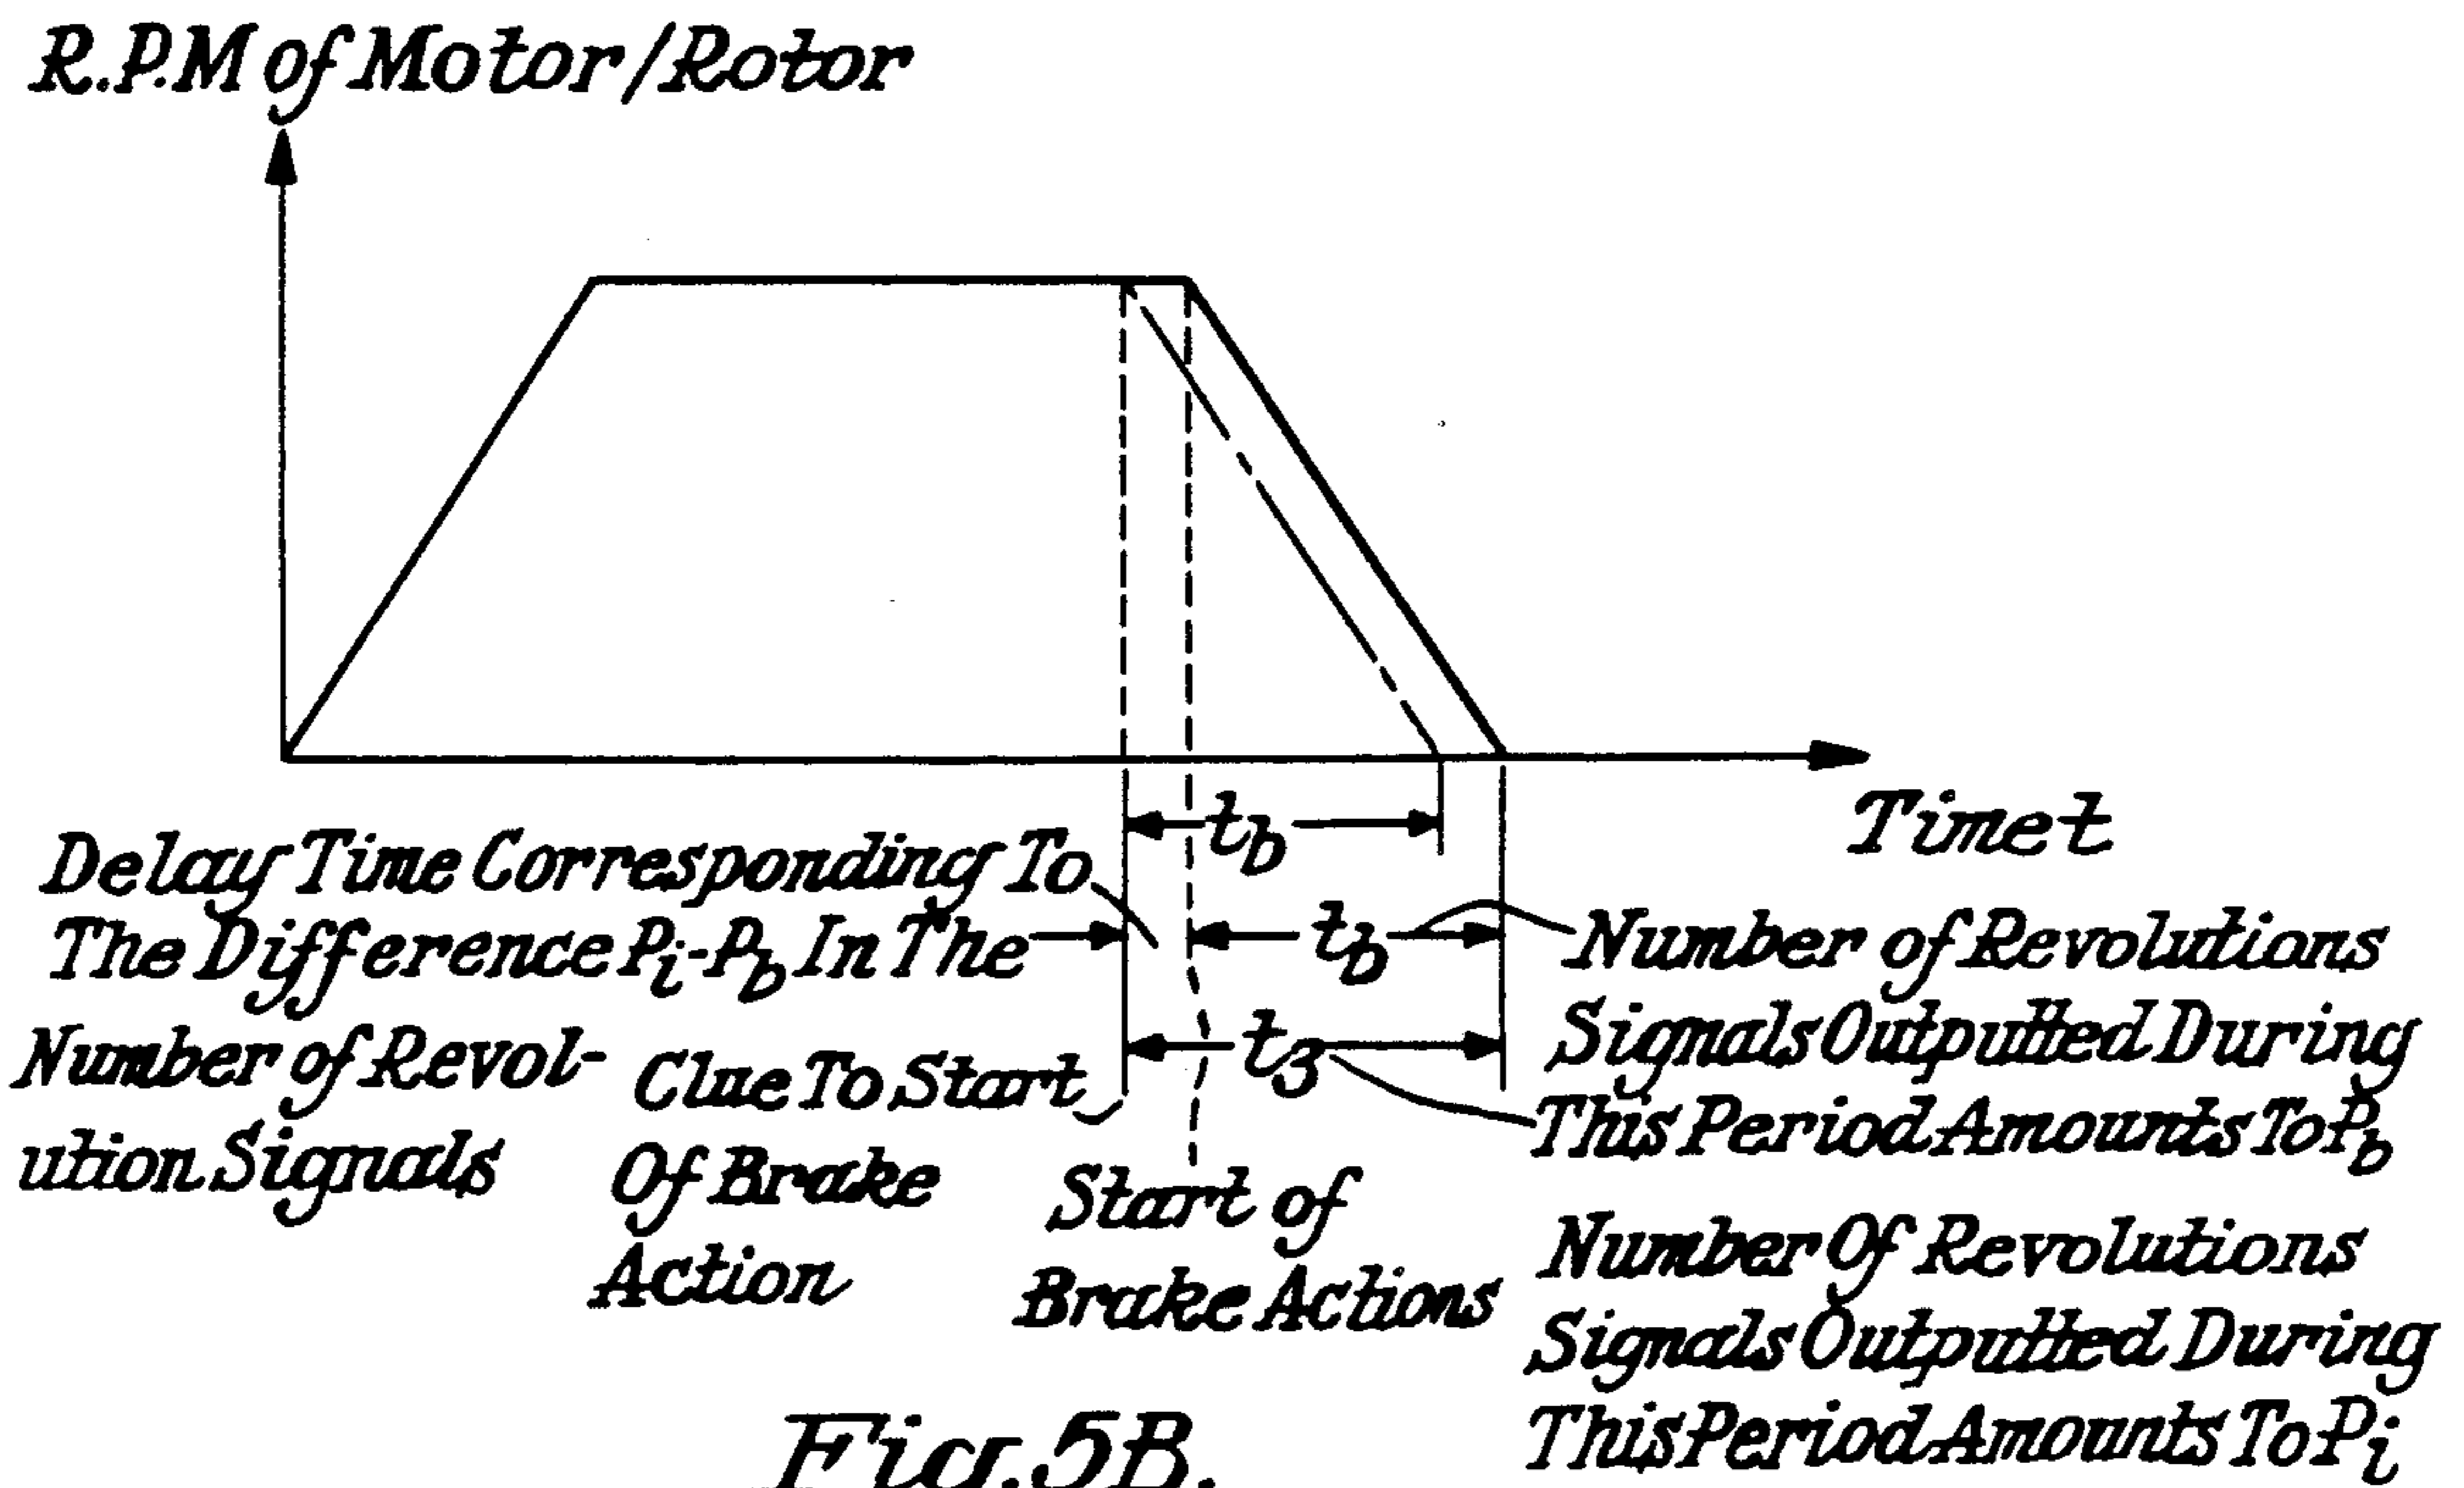 R.P.M of Motor/Rotor
Time t
t_b
Delay Time Corresponding To
The Difference P_i-P_b In The
Number of Revol-
ution Signals
t_b
t_3
Clue To Start
Of Brake
Action
Start of
Brake Actions
Number of Revolutions
Signals Outputted During
This Period Amounts To P_b
Number Of Revolutions
Signals Outputted During
This Period Amounts To P_i
Fig. 5B.